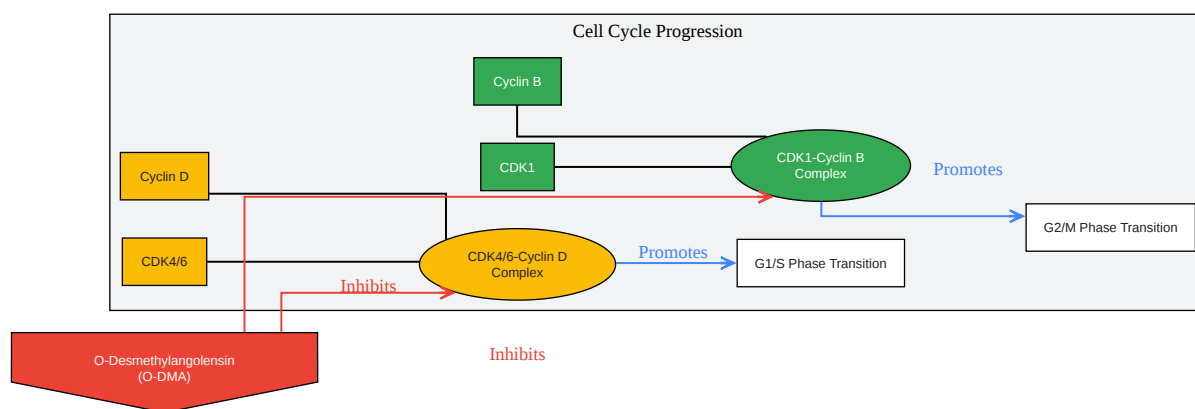 Cell Cycle Progression
Cyclin B
CDK1
CDK1-Cyclin B
Complex
Promotes
Cyclin D
G2/M Phase Transition
CDK4/6
CDK4/6-Cyclin D
Complex
Promotes
G1/S Phase Transition
Inhibits
O-Desmethylangolensin
(O-DMA)
Inhibits